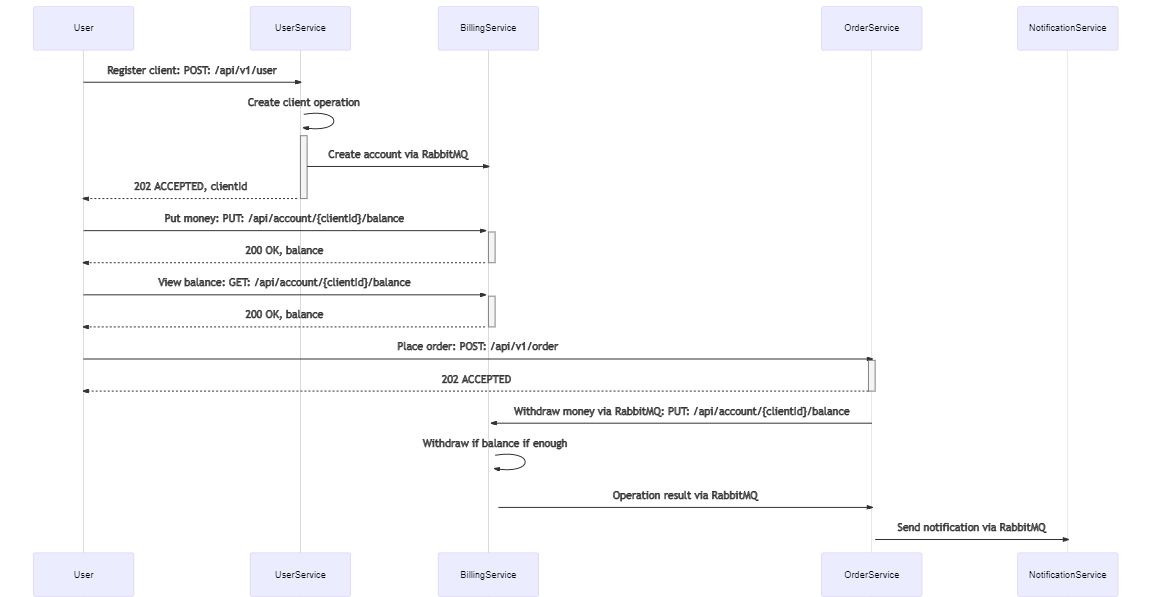 User
UserService
BillingService
OrderService
NotificationService
Register client: POST: /api/v1/user
Create client operation
Create account via RabbitMQ
202 ACCEPTED, clientId
Put money: PUT: /api/account/{clientId}/balance
200 OK, balance
View balance: GET: /api/account/{clientId}/balance
200 OK, balance
Place order: POST: /api/v1/order
202 ACCEPTED
Withdraw money via RabbitMQ: PUT: /api/account/{clientId}/balance
Withdraw if balance if enough
Operation result via RabbitMQ
Send notification via RabbitMQ
User
UserService
BillingService
OrderService
NotificationService